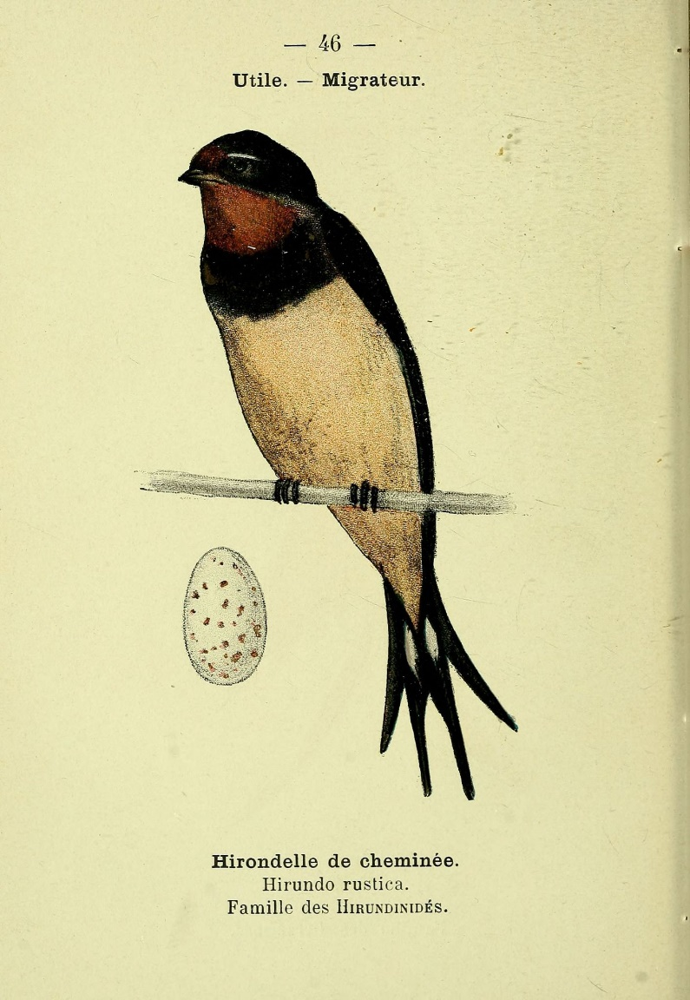 — 46 —
Utile. — Migrateur.
Hirondelle de cheminée.
Hirundo rustica.
Famille des HIRUNDINIDÉS.